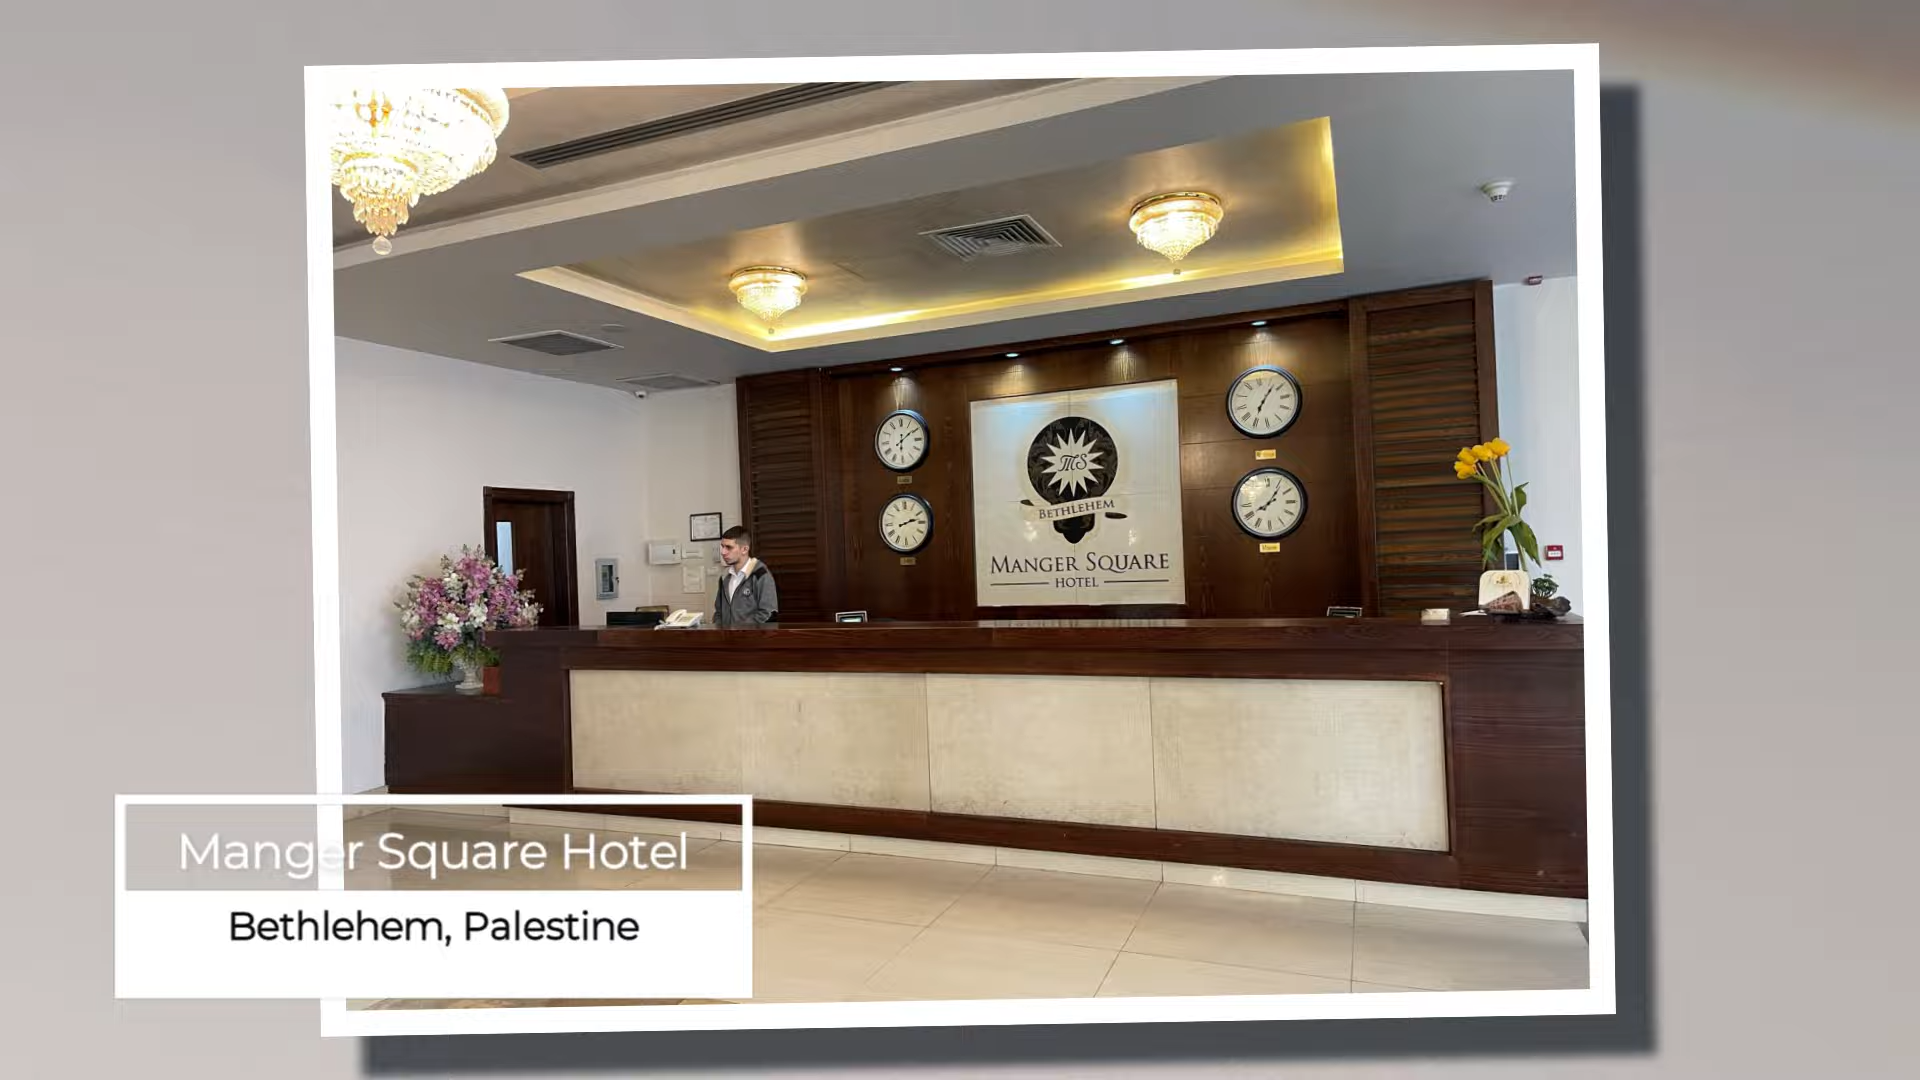 MS
BETHLEHEM
MANGER SQUARE
HOTEL
Manger Square Hotel
Bethlehem, Palestine